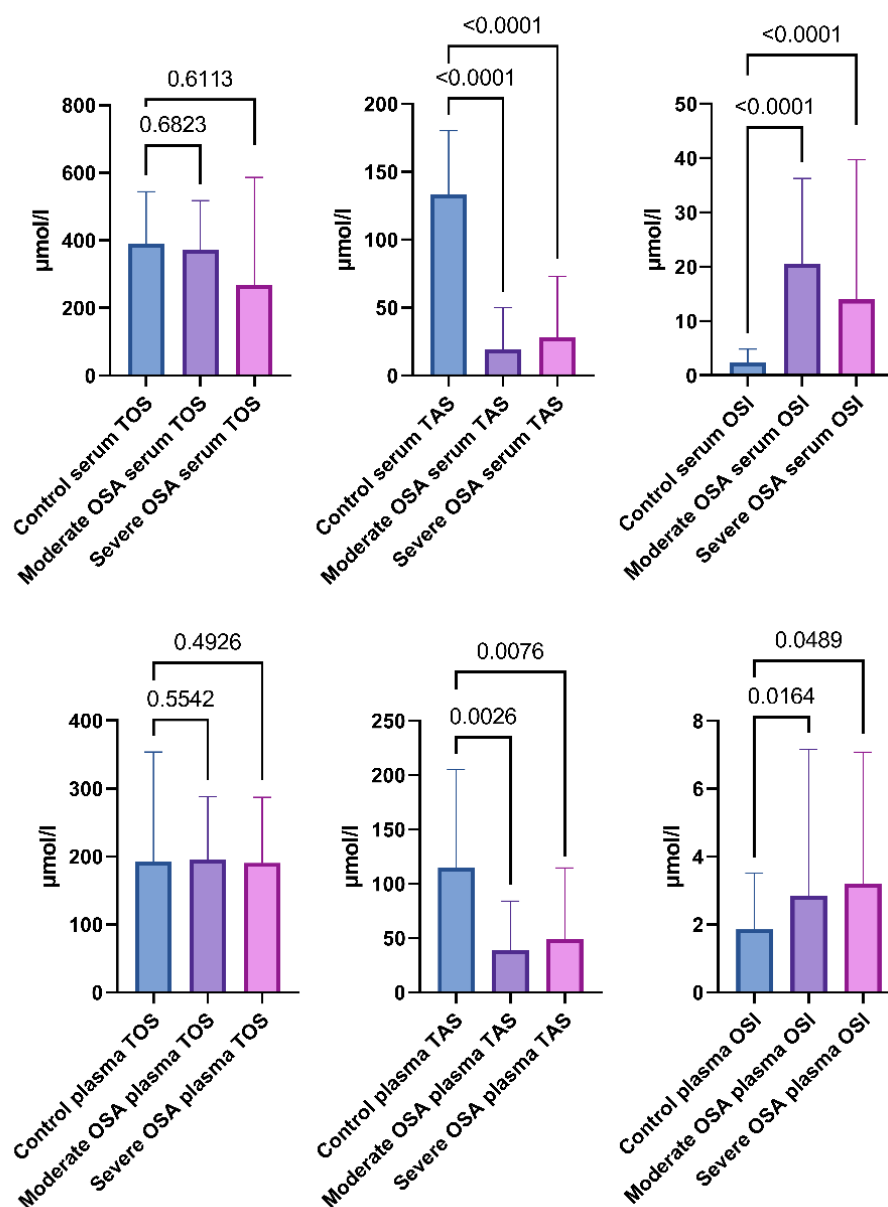 <0.0001
<0.0001
0.6113
0.6823
800
600
400
200
0
µmol/l
Control serum TOS
Moderate OSA serum TOS
Severe OSA serum TOS
<0.0001
200
150
100
50
0
µmol/l
Control serum TAS
Moderate OSA serum TAS
Severe OSA serum TAS
<0.0001
50
40
30
20
10
0
µmol/l
Control serum OSI
Moderate OSA serum OSI
Severe OSA serum OSI
0.4926
0.5542
400
300
200
100
0
µmol/l
Control plasma TOS
Moderate OSA plasma TOS
Severe OSA plasma TOS
0.0076
0.0026
250
200
150
100
50
0
µmol/l
Control plasma TAS
Moderate OSA plasma TAS
Severe OSA plasma TAS
0.0489
0.0164
8
6
4
2
0
µmol/l
Control plasma OSI
Moderate OSA plasma OSI
Severe OSA plasma OSI